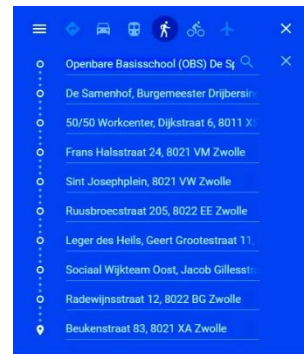 Openbare Basisschool (OBS) De Sp
De Samenhof, Burgemeester Drijbersin
50/50 Workcenter, Dijkstraat 6, 8011 XS
Frans Halsstraat 24, 8021 VM Zwolle
Sint Josephplein, 8021 VW Zwolle
Ruusbroecstraat 205, 8022 EE Zwolle
Leger des Heils, Geert Grootestraat 11,
Sociaal Wijkteam Oost, Jacob Gillesstr
Radewijnsstraat 12, 8022 BG Zwolle
Beukenstraat 83, 8021 XA Zwolle